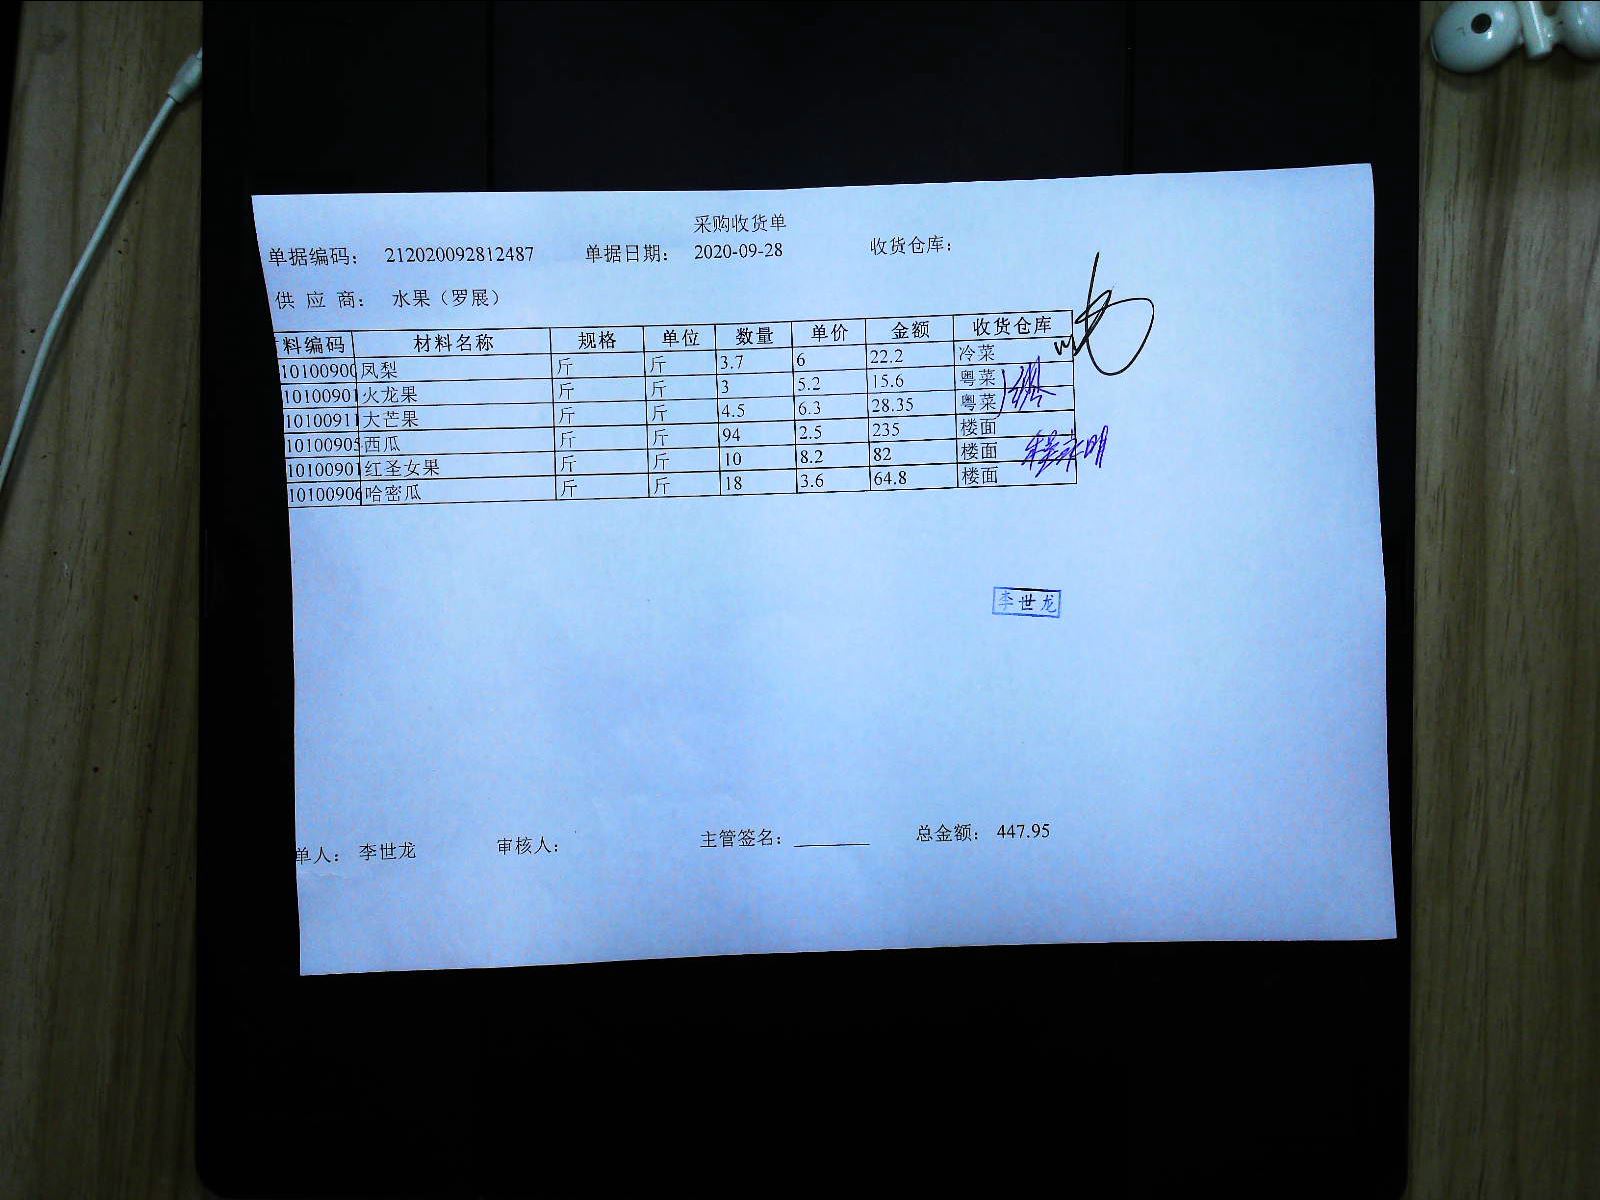 采购收货单
单据编码： 212020092812487 单据日期： 2020-09-28 收货仓库：
供 应 商： 水果（罗展）
料编码 材料名称 规格 单位 数量 单价 金额 收货仓库
10100900 凤梨 斤 斤 3.7 6 22.2 冷菜
10100901 火龙果 斤 斤 3 5.2 15.6 粤菜
10100911 大芒果 斤 斤 4.5 6.3 28.35 粤菜
10100905 西瓜 斤 斤 94 2.5 235 楼面
10100901 红圣女果 斤 斤 10 8.2 82 楼面
10100906 哈密瓜 斤 斤 18 3.6 64.8 楼面
李世龙
单人： 李世龙 审核人： 主管签名： 总金额： 447.95